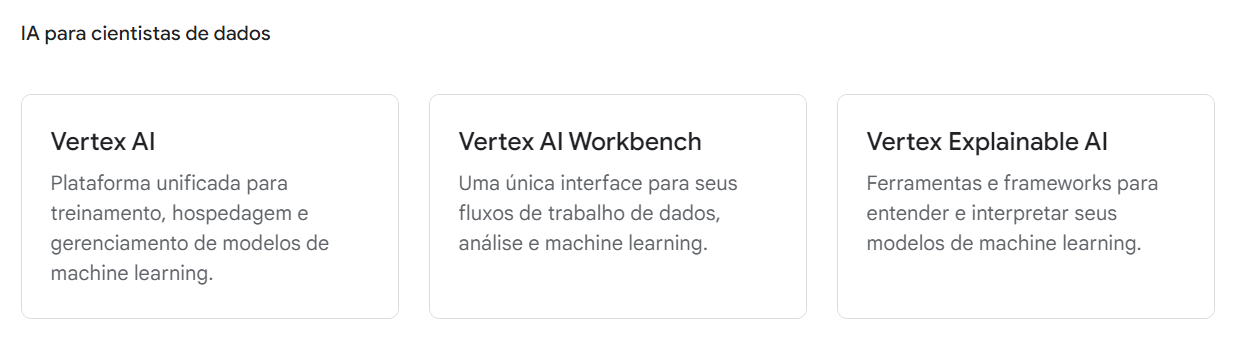 IA para cientistas de dados
Vertex AI
Plataforma unificada para
treinamento, hospedagem e
gerenciamento de modelos de
machine learning.
Vertex AI Workbench
Uma única interface para seus
fluxos de trabalho de dados,
análise e machine learning.
Vertex Explainable AI
Ferramentas e frameworks para
entender e interpretar seus
modelos de machine learning.